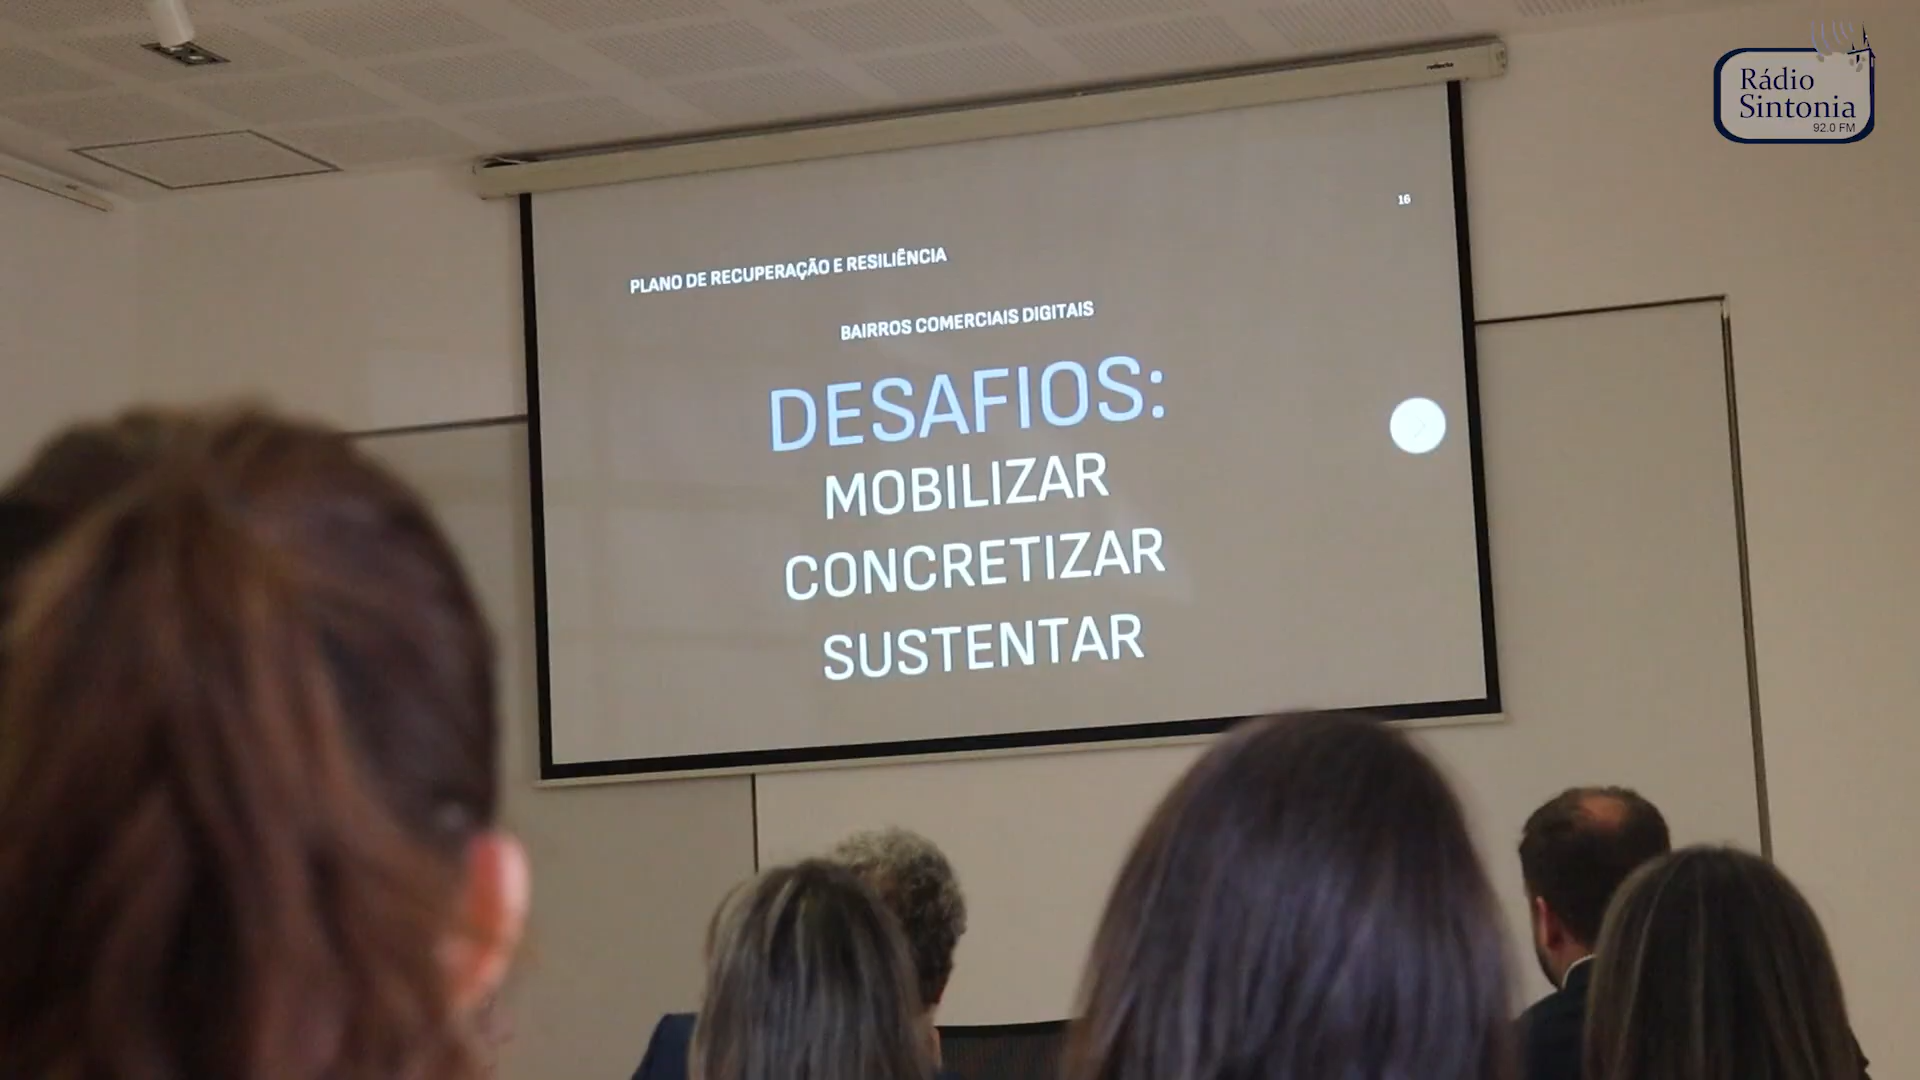 Rádio
Sintonia
92.0 FM
16
PLANO DE RECUPERAÇÃO E RESILIÊNCIA
BAIRROS COMERCIAIS DIGITAIS
DESAFIOS:
MOBILIZAR
CONCRETIZAR
SUSTENTAR